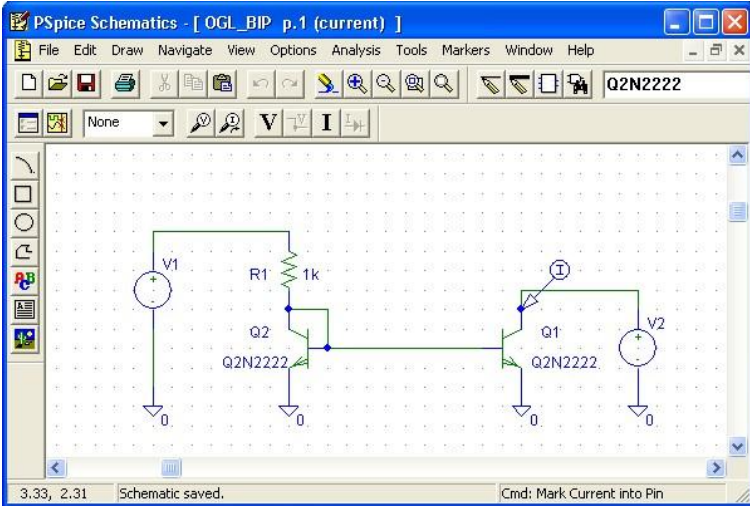 PSpice Schematics - [ OGL_BIP p.1 (current) ]
File Edit Draw Navigate View Options Analysis Tools Markers Window Help
Q2N2222
None V I
V1
R1 1k
I
Q2
Q1
V2
Q2N2222
Q2N2222
0
0
0
0
3.33, 2.31 Schematic saved. Cmd: Mark Current into Pin